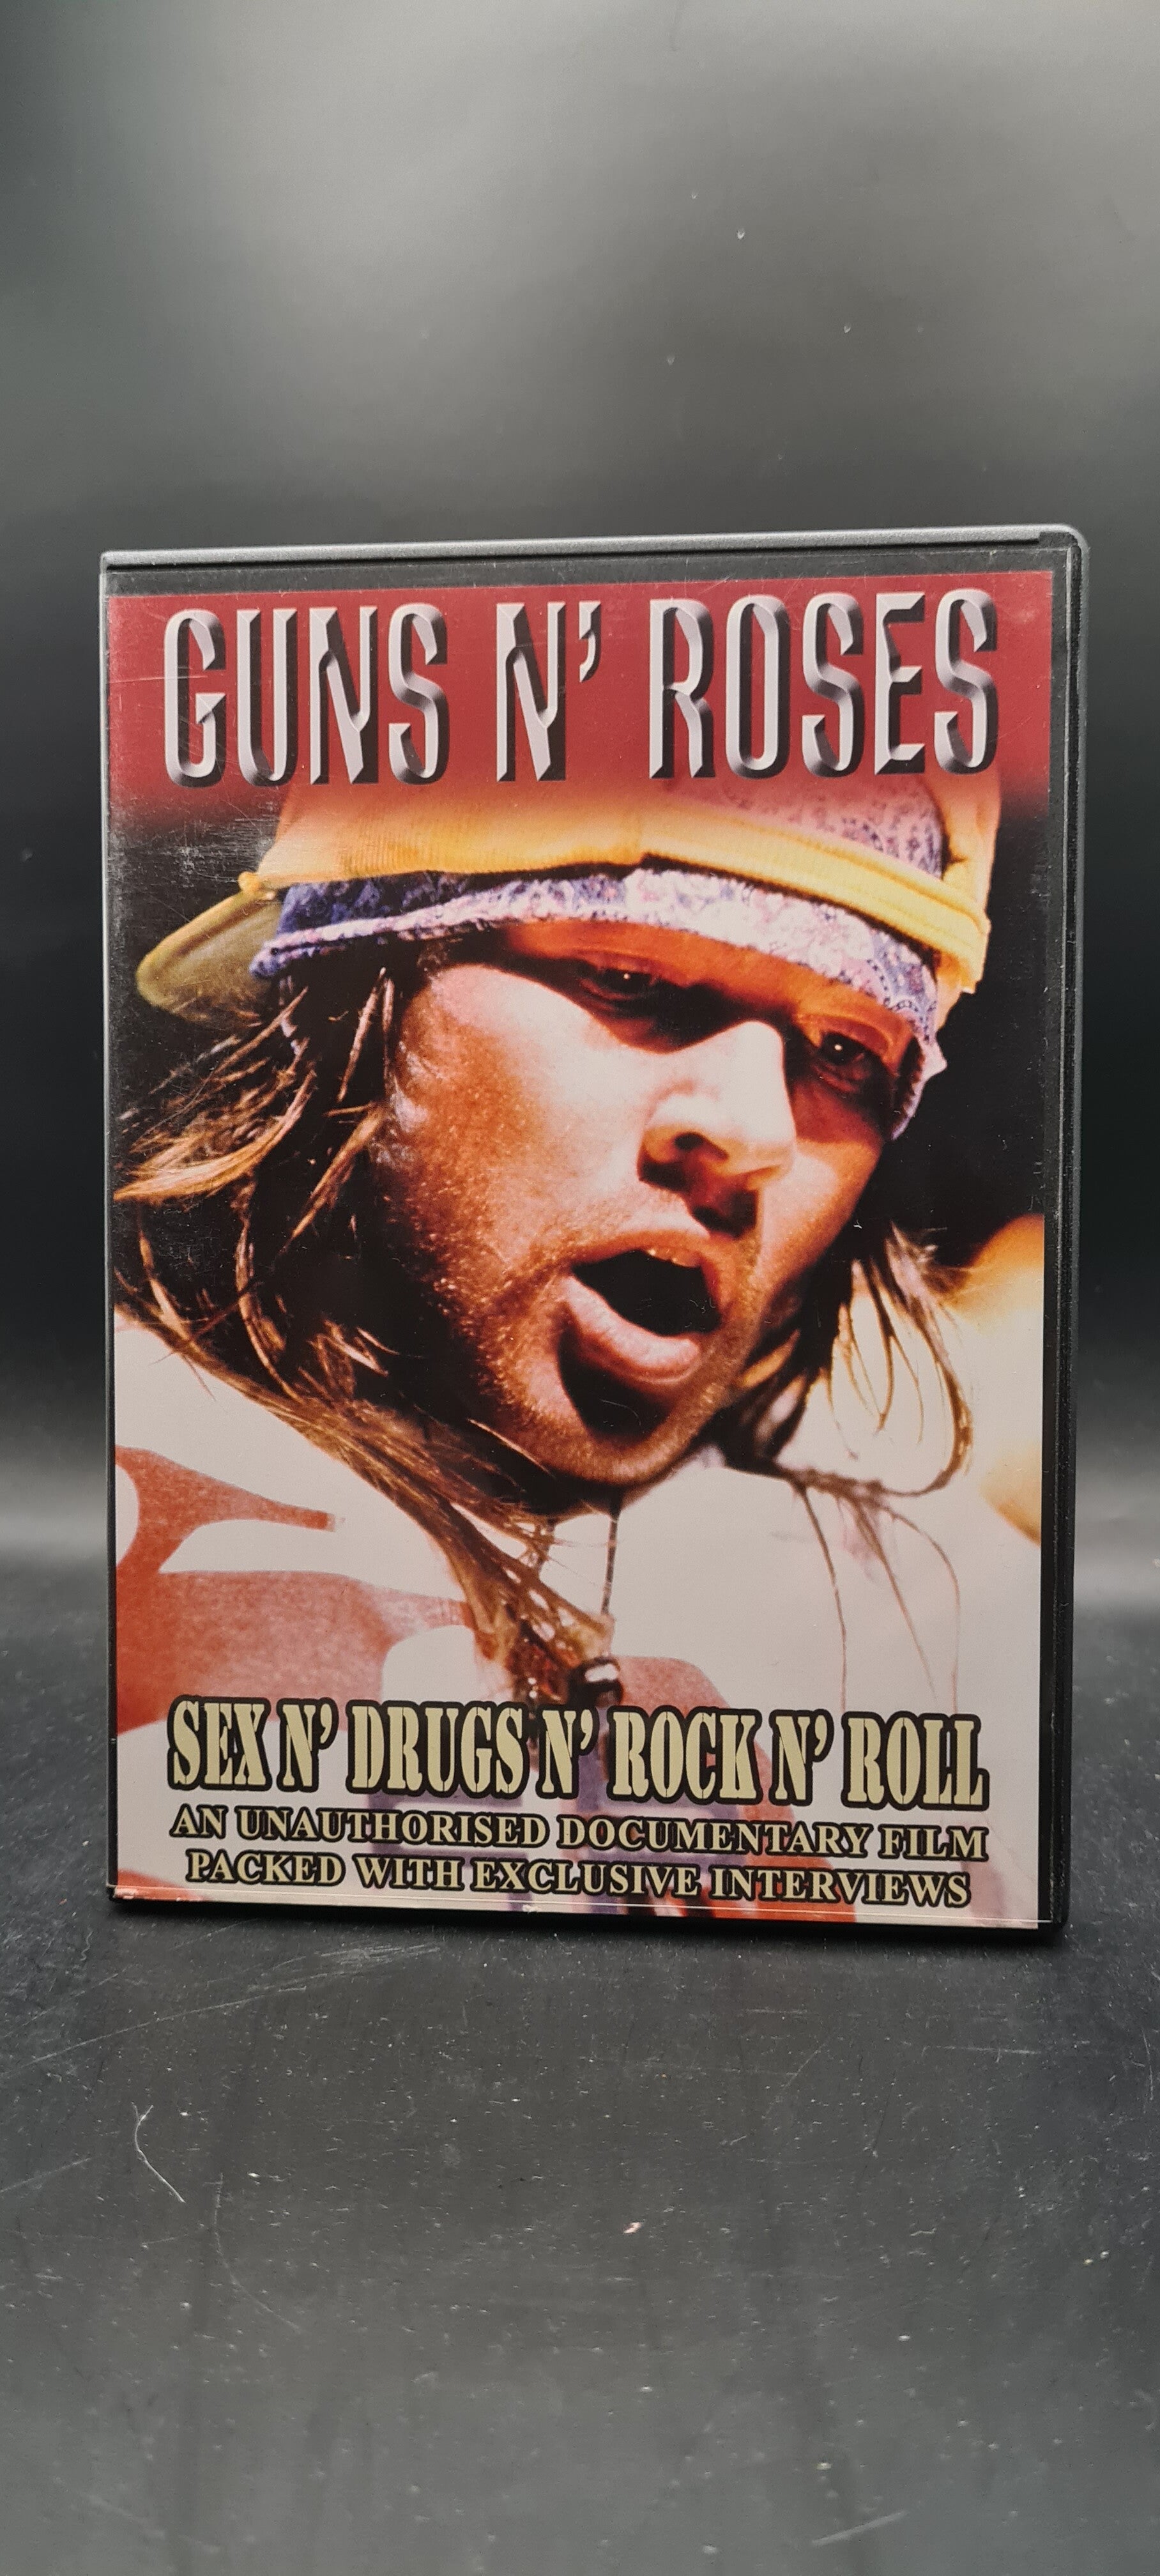 GUNS N' ROSES
SEX N' DRUGS N' ROCK N' ROLL
AN UNAUTHORISED DOCUMENTARY FILM
PACKED WITH EXCLUSIVE INTERVIEWS